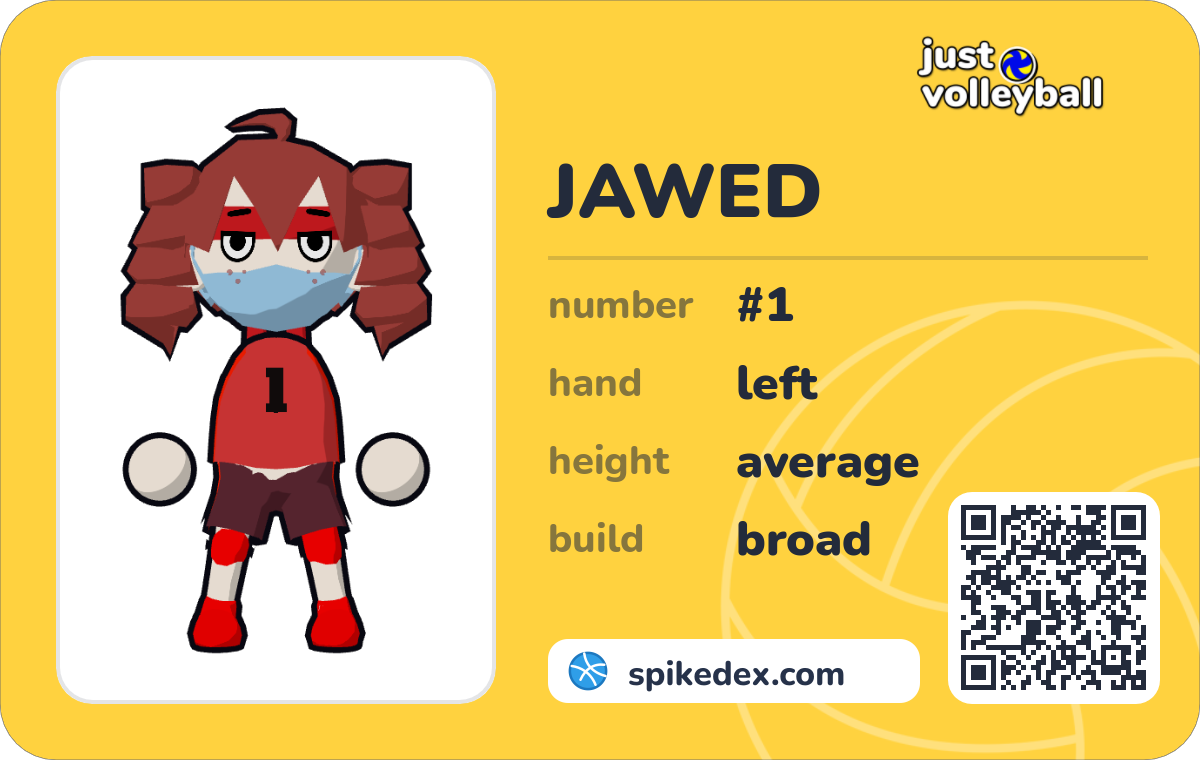 just
volleyball
JAWED
number #1
hand left
height average
build broad
1
spikedex.com